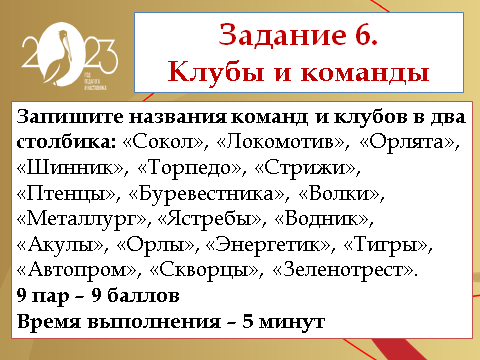 2023
ГОД
ПЕДАГОГА
И НАСТАВНИКА
Задание 6.
Клубы и команды
Запишите названия команд и клубов в два
столбика: «Сокол», «Локомотив», «Орлята»,
«Шинник», «Торпедо», «Стрижи»,
«Птенцы», «Буревестника», «Волки»,
«Металлург», «Ястребы», «Водник»,
«Акулы», «Орлы», «Энергетик», «Тигры»,
«Автопром», «Скворцы», «Зеленотрест».
9 пар – 9 баллов
Время выполнения – 5 минут